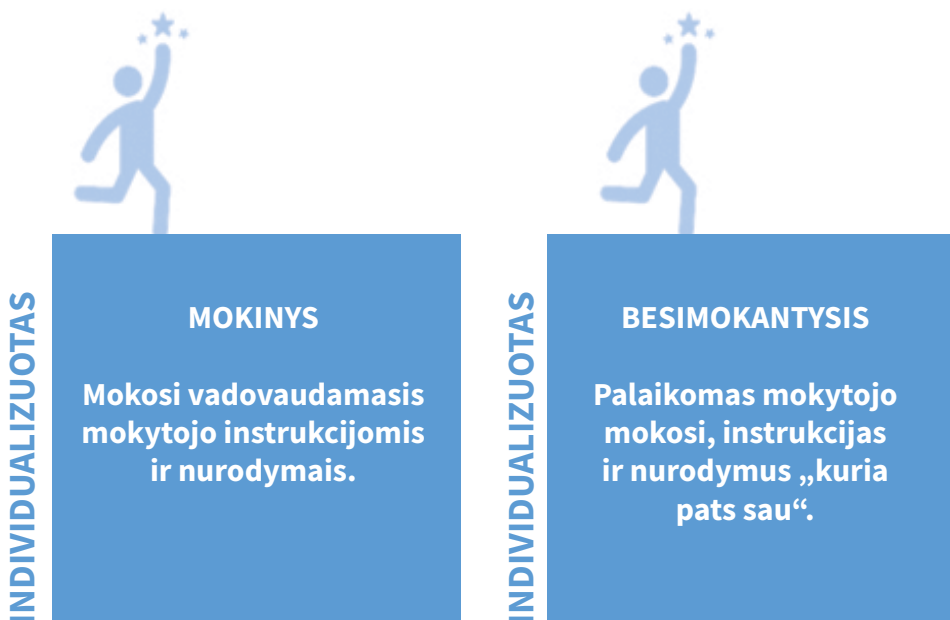 INDIVIDUALIZUOTAS
MOKINYS
Mokosi vadovaudamasis
mokytojo instrukcijomis
ir nurodymais.
INDIVIDUALIZUOTAS
BESIMOKANTYSIS
Palaikomas mokytojo
mokosi, instrukcijas
ir nurodymus „kuria
pats sau“.